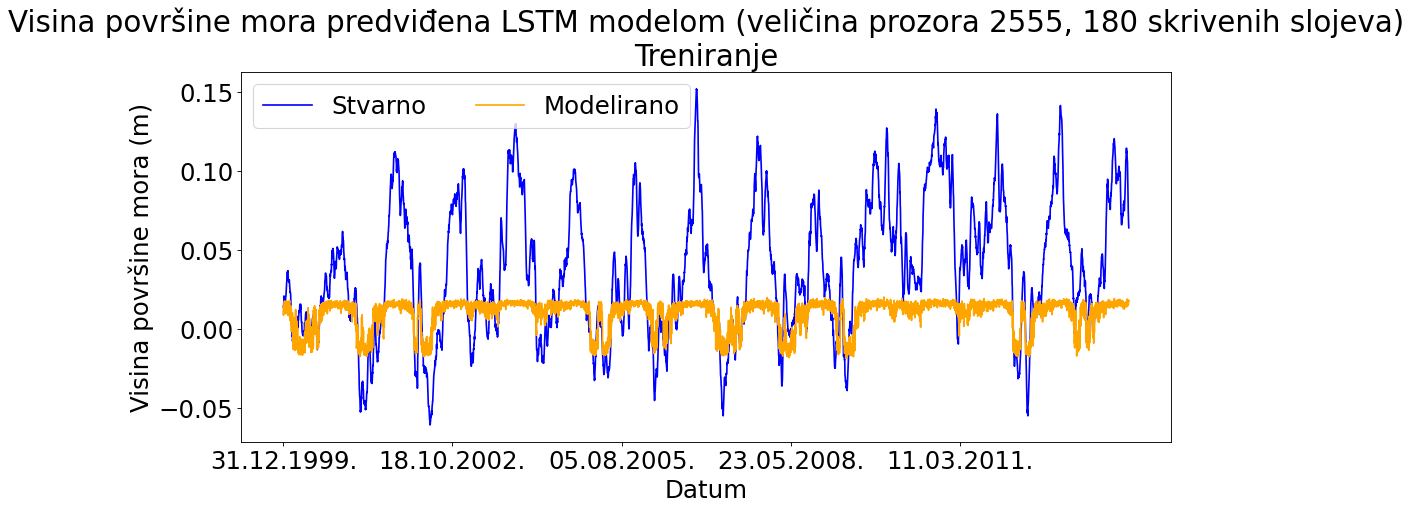 Visina površine mora predviđena LSTM modelom (veličina prozora 2555, 180 skrivenih slojeva)
Treniranje
Stvarno
Modelirano
Visina površine mora (m)
0.15
0.10
0.05
0.00
−0.05
31.12.1999.
18.10.2002.
05.08.2005.
23.05.2008.
11.03.2011.
Datum